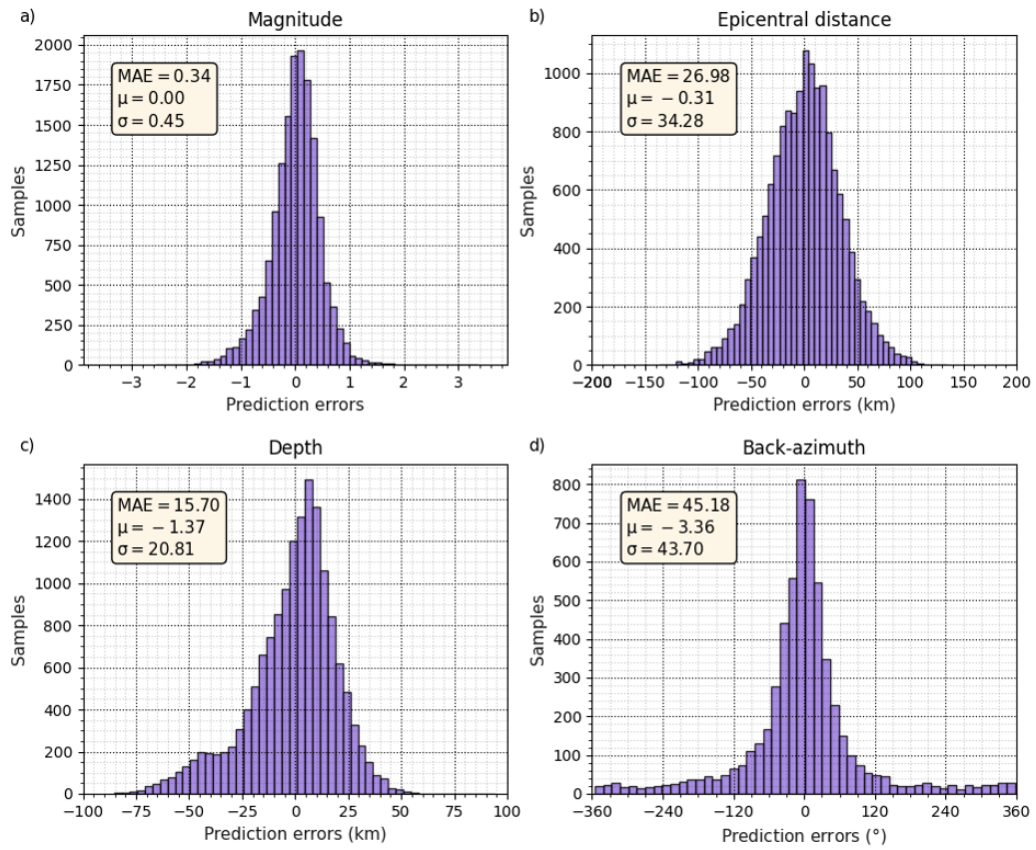 a)
Magnitude
2000
1750
1500
1250
1000
750
500
250
0
Samples
MAE = 0.34
μ = 0.00
σ = 0.45
−3 −2 −1 0 1 2 3
Prediction errors
b)
Epicentral distance
1000
800
600
400
200
0
Samples
MAE = 26.98
μ = −0.31
σ = 34.28
−200 −150 −100 −50 0 50 100 150 200
Prediction errors (km)
c)
Depth
1400
1200
1000
800
600
400
200
0
Samples
MAE = 15.70
μ = −1.37
σ = 20.81
−100 −75 −50 −25 0 25 50 75 100
Prediction errors (km)
d)
Back-azimuth
800
700
600
500
400
300
200
100
0
Samples
MAE = 45.18
μ = −3.36
σ = 43.70
−360 −240 −120 0 120 240 360
Prediction errors (°)